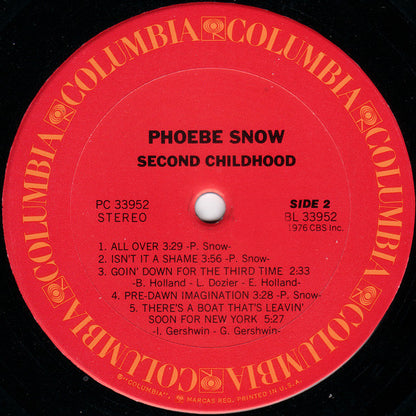 COLUMBIA COLUMBIA COLUMBIA COLUMBIA COLUMBIA COLUMBIA
PHOEBE SNOW
SECOND CHILDHOOD
PC 33952
STEREO
SIDE 2
BL 33952
1976 CBS Inc.
1. ALL OVER 3:29 -P. Snow-
2. ISN'T IT A SHAME 3:56 -P. Snow-
3. GOIN' DOWN FOR THE THIRD TIME 2:33
-B. Holland- L. Dozier - E. Holland-
4. PRE-DAWN IMAGINATION 3:28 -P. Snow-
5. THERE'S A BOAT THAT'S LEAVIN'
SOON FOR NEW YORK 5:27
-I. Gershwin - G. Gershwin-
"COLUMBIA", MARCAS REG. PRINTED IN U.S.A.